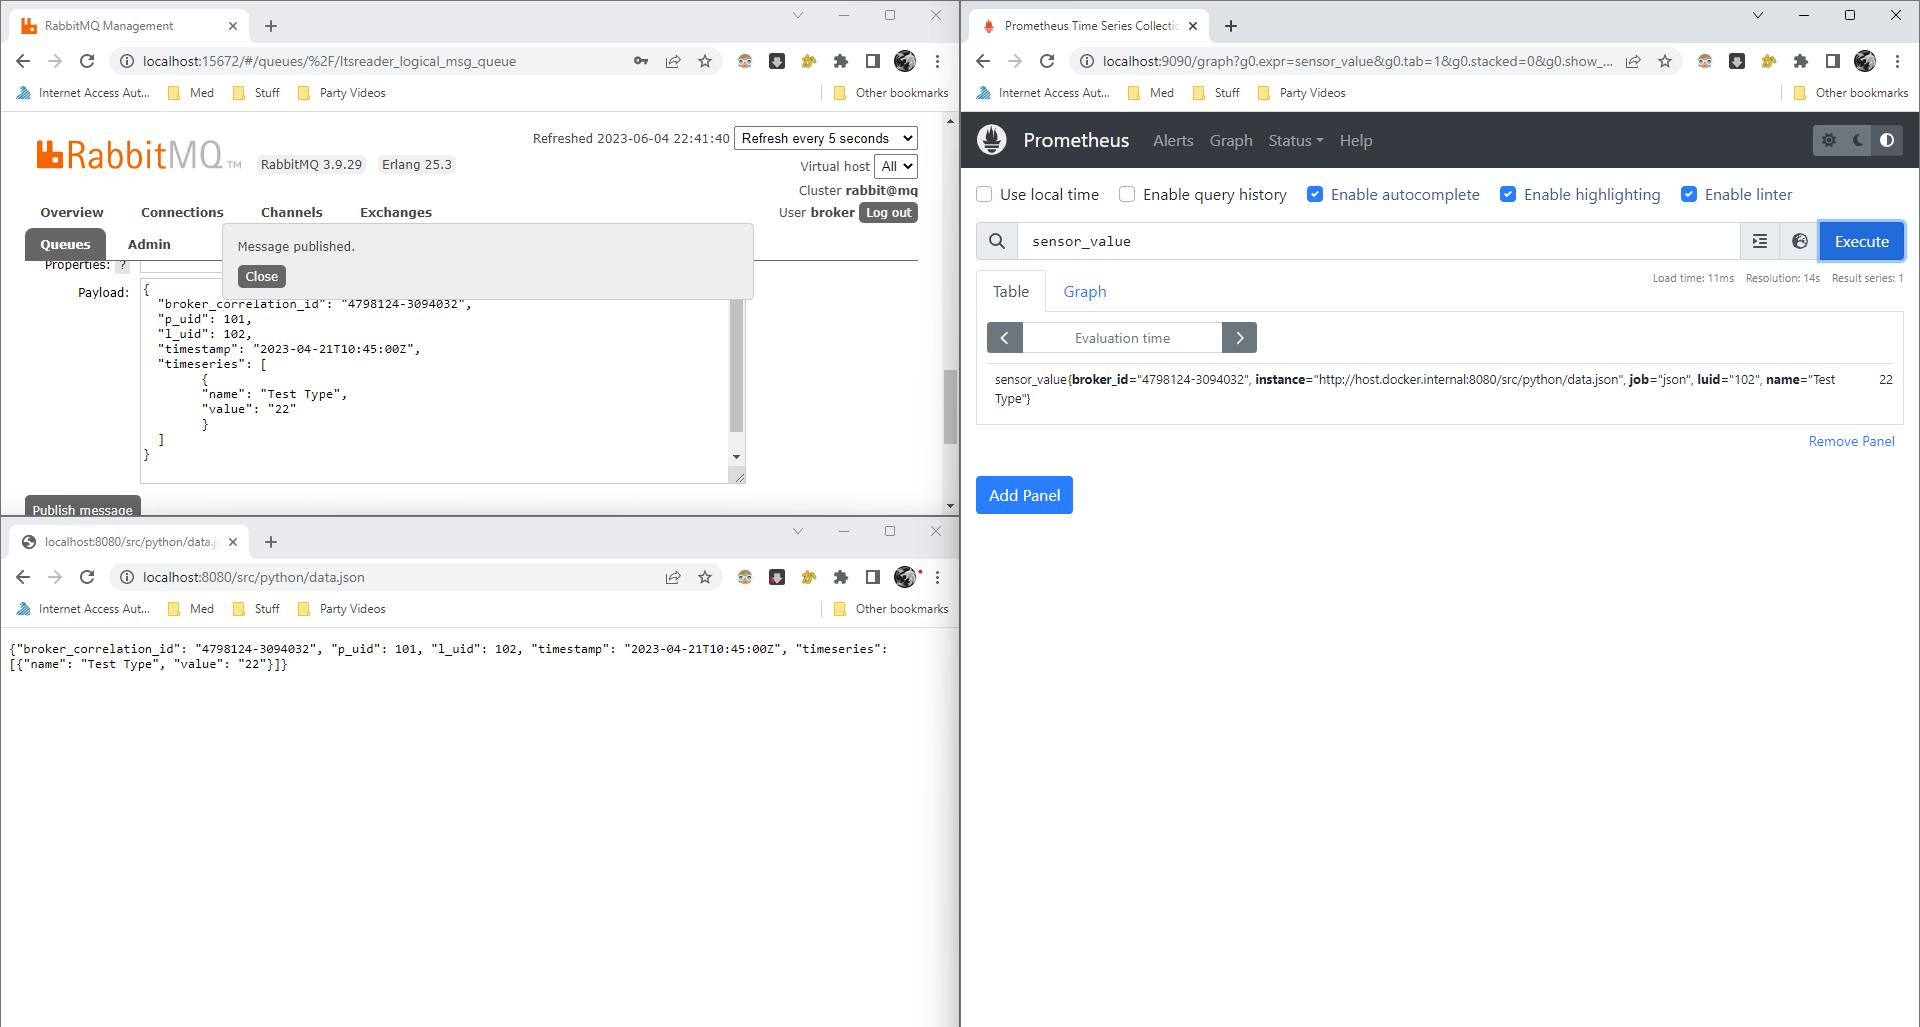 RabbitMQ Management
localhost:15672/#/queues/%2F/ltsreader_logical_msg_queue
Internet Access Aut...
Med
Stuff
Party Videos
Other bookmarks
RabbitMQ TM
RabbitMQ 3.9.29
Erlang 25.3
Refreshed 2023-06-04 22:41:40
Refresh every 5 seconds
Virtual host All
Cluster rabbit@mq
User broker Log out
Overview
Connections
Channels
Exchanges
Queues
Admin
Message published.
Close
Properties: ?
Payload:
{
"broker_correlation_id": "4798124-3094032",
"p_uid": 101,
"l_uid": 102,
"timestamp": "2023-04-21T10:45:00Z",
"timeseries": [
{
"name": "Test Type",
"value": "22"
}
]
}
Publish message
localhost:8080/src/python/data.js
localhost:8080/src/python/data.json
Internet Access Aut...
Med
Stuff
Party Videos
Other bookmarks
{"broker_correlation_id": "4798124-3094032", "p_uid": 101, "l_uid": 102, "timestamp": "2023-04-21T10:45:00Z", "timeseries":
[{"name": "Test Type", "value": "22"}]}
Prometheus Time Series Collectio
localhost:9090/graph?g0.expr=sensor_value&g0.tab=1&g0.stacked=0&g0.show_...
Internet Access Aut...
Med
Stuff
Party Videos
Other bookmarks
Prometheus
Alerts
Graph
Status
Help
Use local time
Enable query history
Enable autocomplete
Enable highlighting
Enable linter
sensor_value
Execute
Load time: 11ms
Resolution: 14s
Result series: 1
Table
Graph
Evaluation time
sensor_value{broker_id="4798124-3094032", instance="http://host.docker.internal:8080/src/python/data.json", job="json", luid="102", name="Test
Type"}
22
Remove Panel
Add Panel